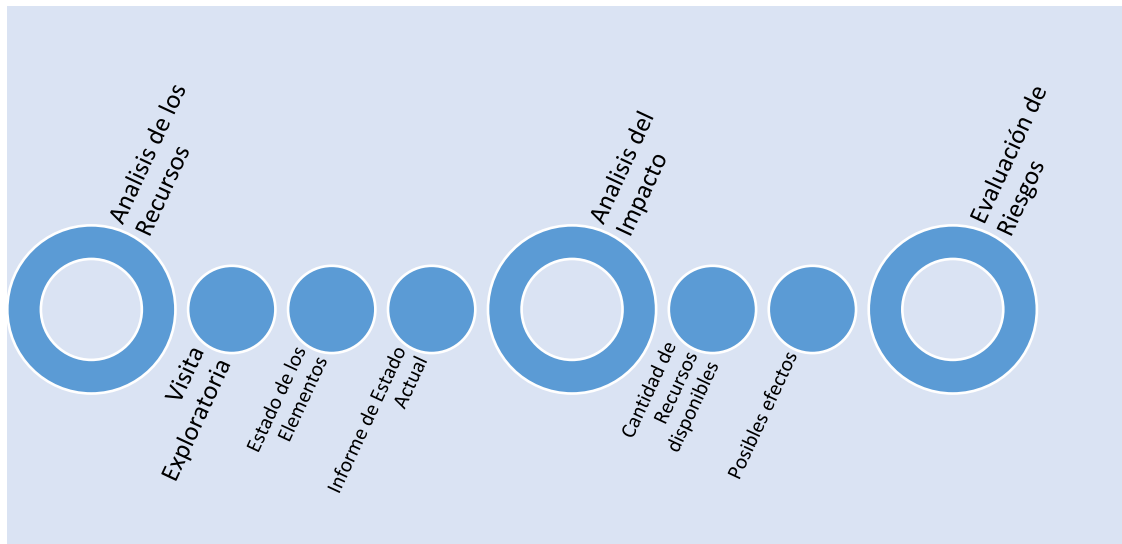 Analisis de los
Recursos
Visita
Exploratoria
Estado de los
Elementos
Informe de Estado
Actual
Analisis del
Impacto
Cantidad de
Recursos
disponibles
Posibles efectos
Evaluación de
Riesgos